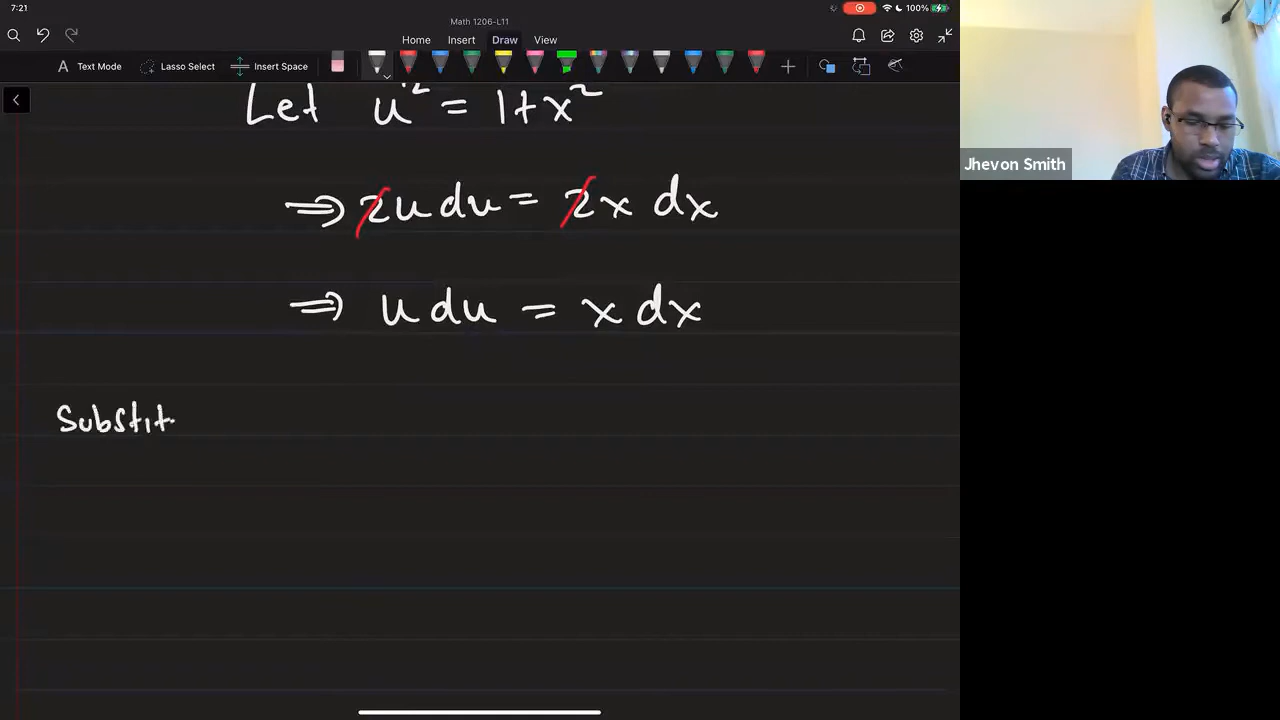 7:21
100%
Math 1206-L11
Home Insert Draw View
A Text Mode Lasso Select Insert Space
Let u² = 1+x²
⇒ 2u du = 2x dx
⇒ u du = x dx
Substit
Jhevon Smith